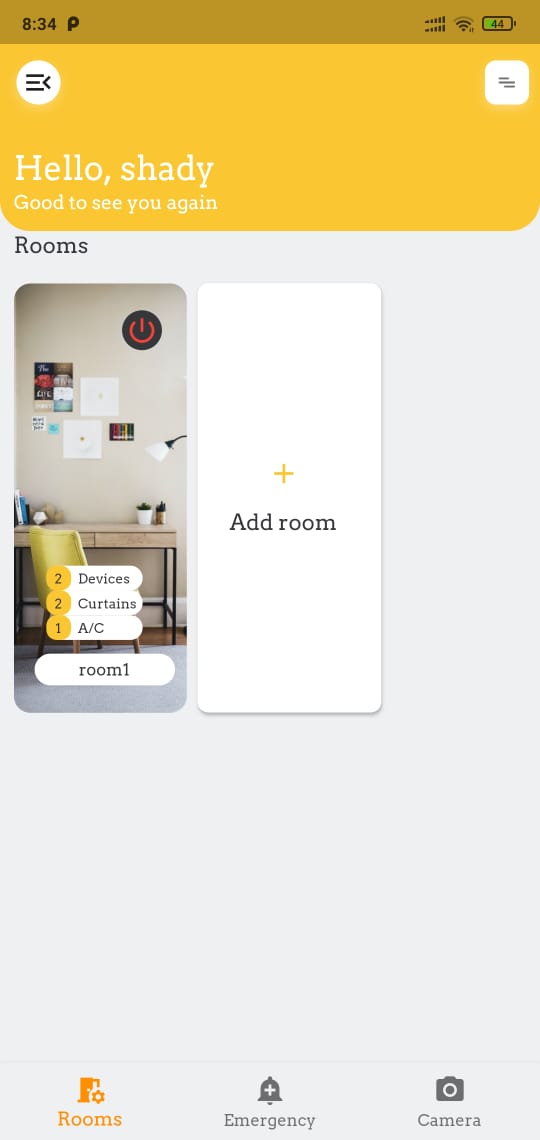 8:34
44
Hello, shady
Good to see you again
Rooms
2 Devices
2 Curtains
1 A/C
room1
+
Add room
Rooms
Emergency
Camera